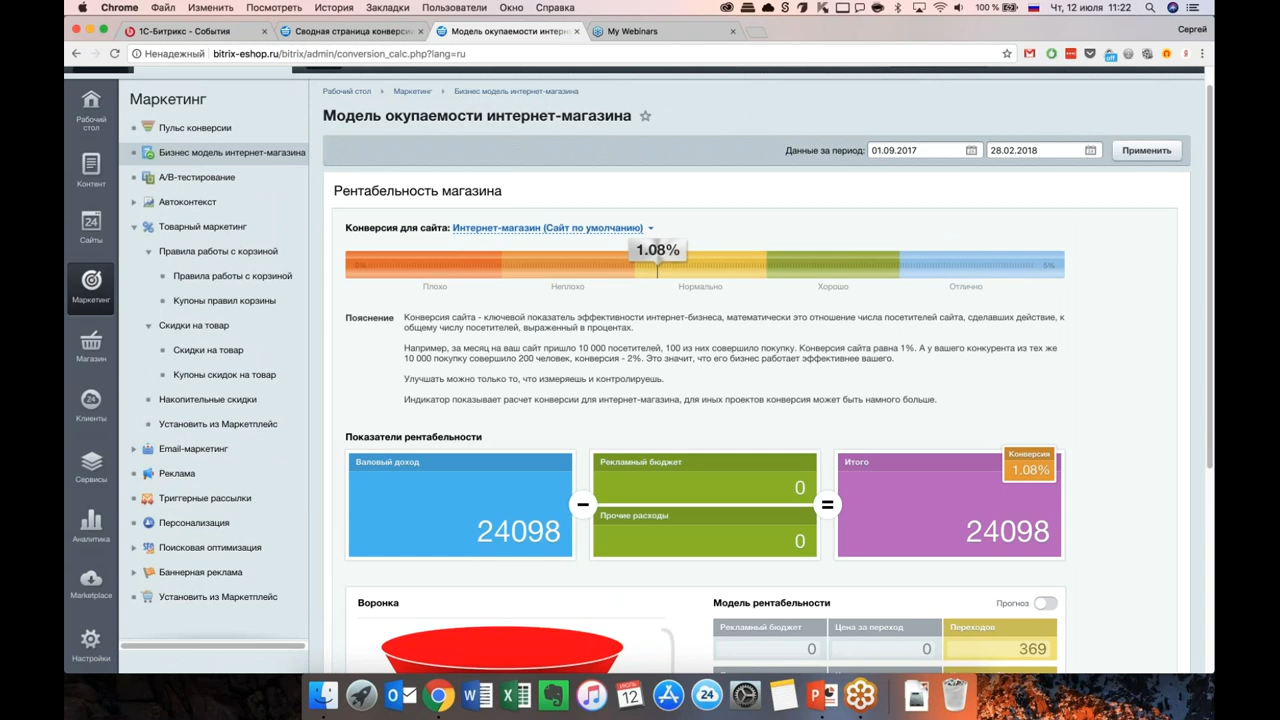 Chrome Файл Изменить Посмотреть История Закладки Пользователи Окно Справка 100 % Чт, 12 июля 11:22
1С-Битрикс - События × Сводная страница конверси × Модель окупаемости интерн × My Webinars × Сергей
Ненадежный bitrix-eshop.ru/bitrix/admin/conversion_calc.php?lang=ru
Рабочий стол
Контент
24
Сайты
Маркетинг
Магазин
24
Клиенты
Сервисы
Аналитика
Marketplace
Настройки
Маркетинг
Пульс конверсии
Бизнес модель интернет-магазина
A/B-тестирование
Автоконтекст
Товарный маркетинг
Правила работы с корзиной
Правила работы с корзиной
Купоны правил корзины
Скидки на товар
Скидки на товар
Купоны скидок на товар
Накопительные скидки
Установить из Маркетплейс
Email-маркетинг
Реклама
Триггерные рассылки
Персонализация
Поисковая оптимизация
Баннерная реклама
Установить из Маркетплейс
Рабочий стол Маркетинг Бизнес модель интернет-магазина
Модель окупаемости интернет-магазина
Данные за период: 01.09.2017 28.02.2018 Применить
Рентабельность магазина
Конверсия для сайта: Интернет-магазин (Сайт по умолчанию)
1.08%
0% 5%
Плохо Неплохо Нормально Хорошо Отлично
Пояснение Конверсия сайта - ключевой показатель эффективности интернет-бизнеса, математически это отношение числа посетителей сайта, сделавших действие, к
общему числу посетителей, выраженный в процентах.
Например, за месяц на ваш сайт пришло 10 000 посетителей, 100 из них совершило покупку. Конверсия сайта равна 1%. А у вашего конкурента из тех же
10 000 покупку совершило 200 человек, конверсия - 2%. Это значит, что его бизнес работает эффективнее вашего.
Улучшать можно только то, что измеряешь и контролируешь.
Индикатор показывает расчет конверсии для интернет-магазина, для иных проектов конверсия может быть намного больше.
Показатели рентабельности
Валовый доход
24098
−
Рекламный бюджет
0
Прочие расходы
0
=
Итого
Конверсия
1.08%
24098
Воронка
Модель рентабельности Прогноз
Рекламный бюджет Цена за переход Переходов
0 0 369
ИЮЛЬ
12
24